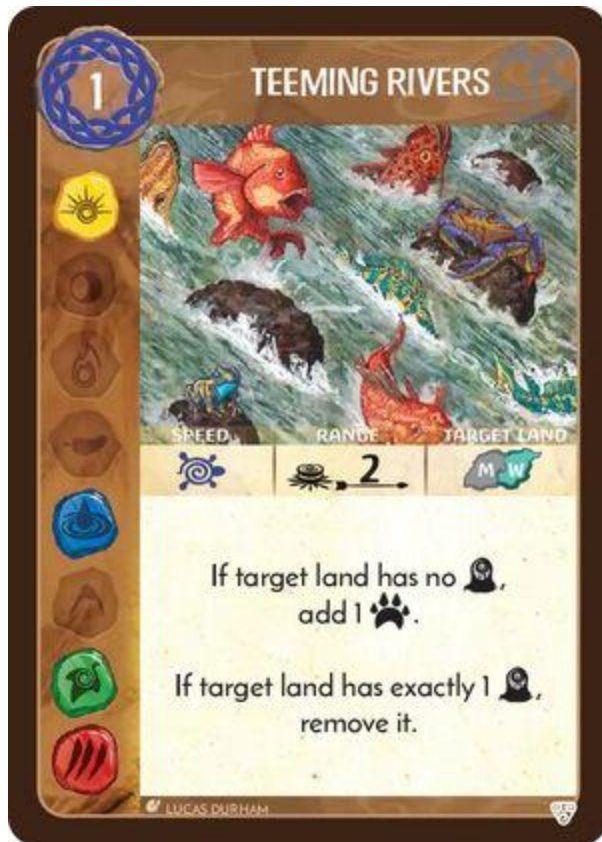 1
TEEMING RIVERS
SPEED
RANGE
TARGET LAND
2
M W
If target land has no ,
add 1 .
If target land has exactly 1 ,
remove it.
LUCAS DURHAM